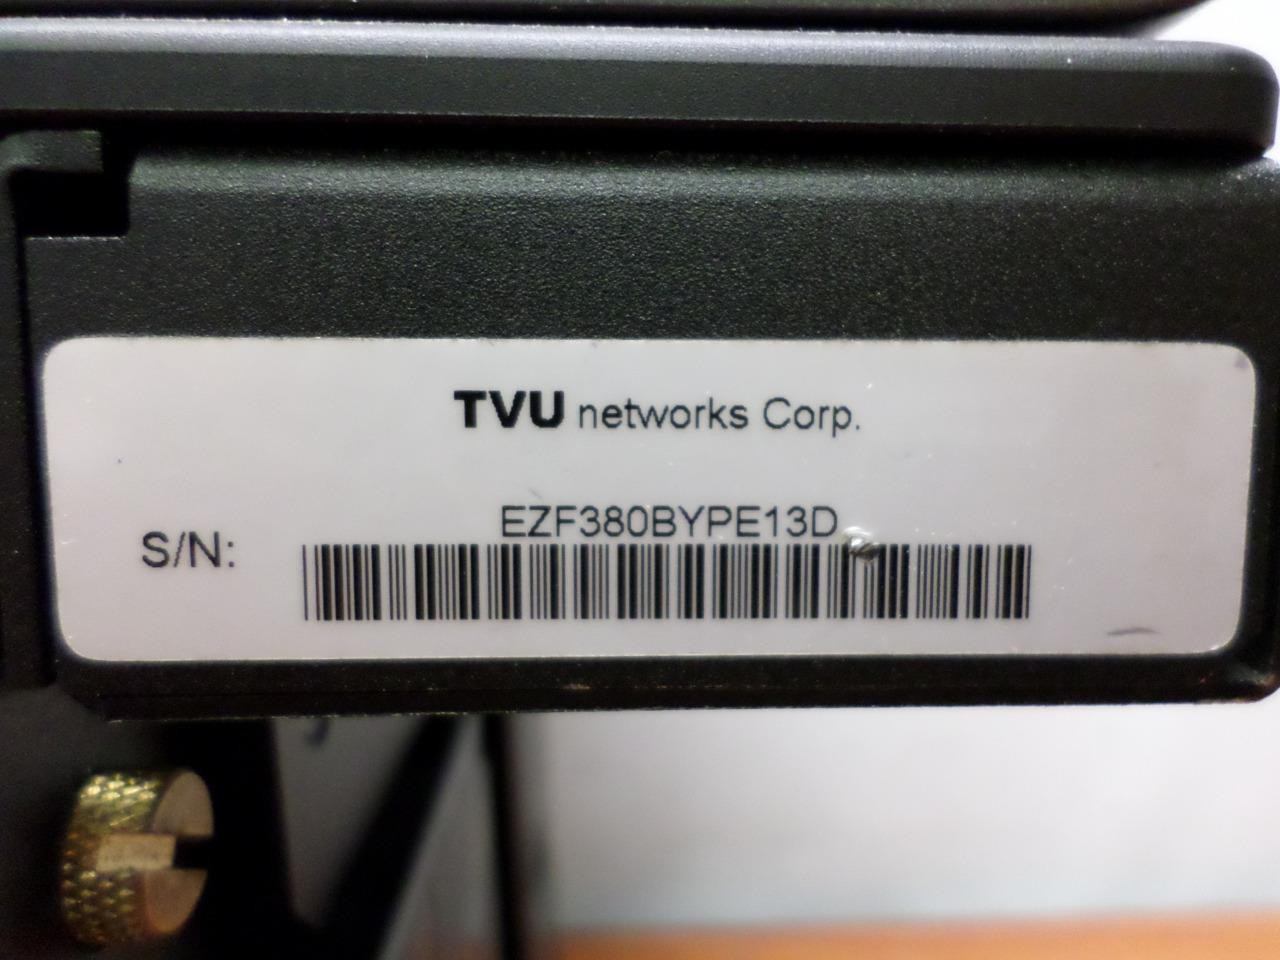 TVU networks Corp.
EZF380BYPE13D
S/N: